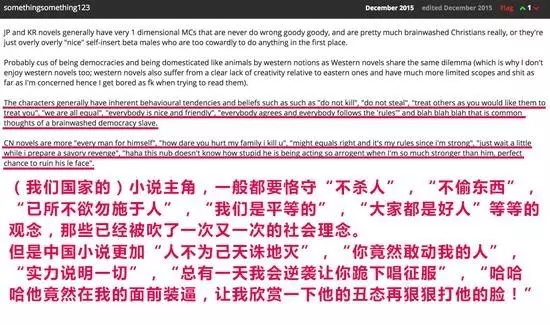 somethingsomething123
December 2015 edited December 2015 Flag 1
JP and KR novels generally have very 1 dimensional MCs that are never do wrong goody goody, and are pretty much brainwashed Christians really, or they're
just overly overly "nice" self-insert beta males who are too cowardly to do anything in the first place.
Probably cus of being democracies and being domesticated like animals by western notions as Western novels share the same dilemma (which is why I don't
enjoy western novels too; western novels also suffer from a clear lack of creativity relative to eastern ones and have much more limited scopes and shit as
far as I'm concerned hence I get bored as fk when trying to read them).
The characters generally have inherent behavioural tendencies and beliefs such as such as "do not kill", "do not steal", "treat others as you would like them to
treat you", "we are all equal", "everybody is nice and friendly", "everybody agrees and everybody follows the 'rules'" and blah blah blah that is common
thoughts of a brainwashed democracy slave.
CN novels are more "every man for himself", "how dare you hurt my family i kill u", "might equals right and it's my rules since i'm strong", "just wait a little
while i prepare a savory revenge", "haha this nub doesn't know how stupid he is being acting so arrogent when I'm so much stronger than him, perfect
chance to ruin his le face".
（我们国家的）小说主角，一般都要恪守“不杀人”，“不偷东西”，
“已所不欲勿施于人”，“我们是平等的”，“大家都是好人”等等的
观念，那些已经被吹了一次又一次的社会理念。
但是中国小说更加“人不为己天诛地灭”，“你竟然敢动我的人”，
“实力说明一切”，“总有一天我会逆袭让你跪下唱征服”，“哈哈
哈他竟然在我的面前装逼，让我欣赏一下他的丑态再狠狠打他的脸！”